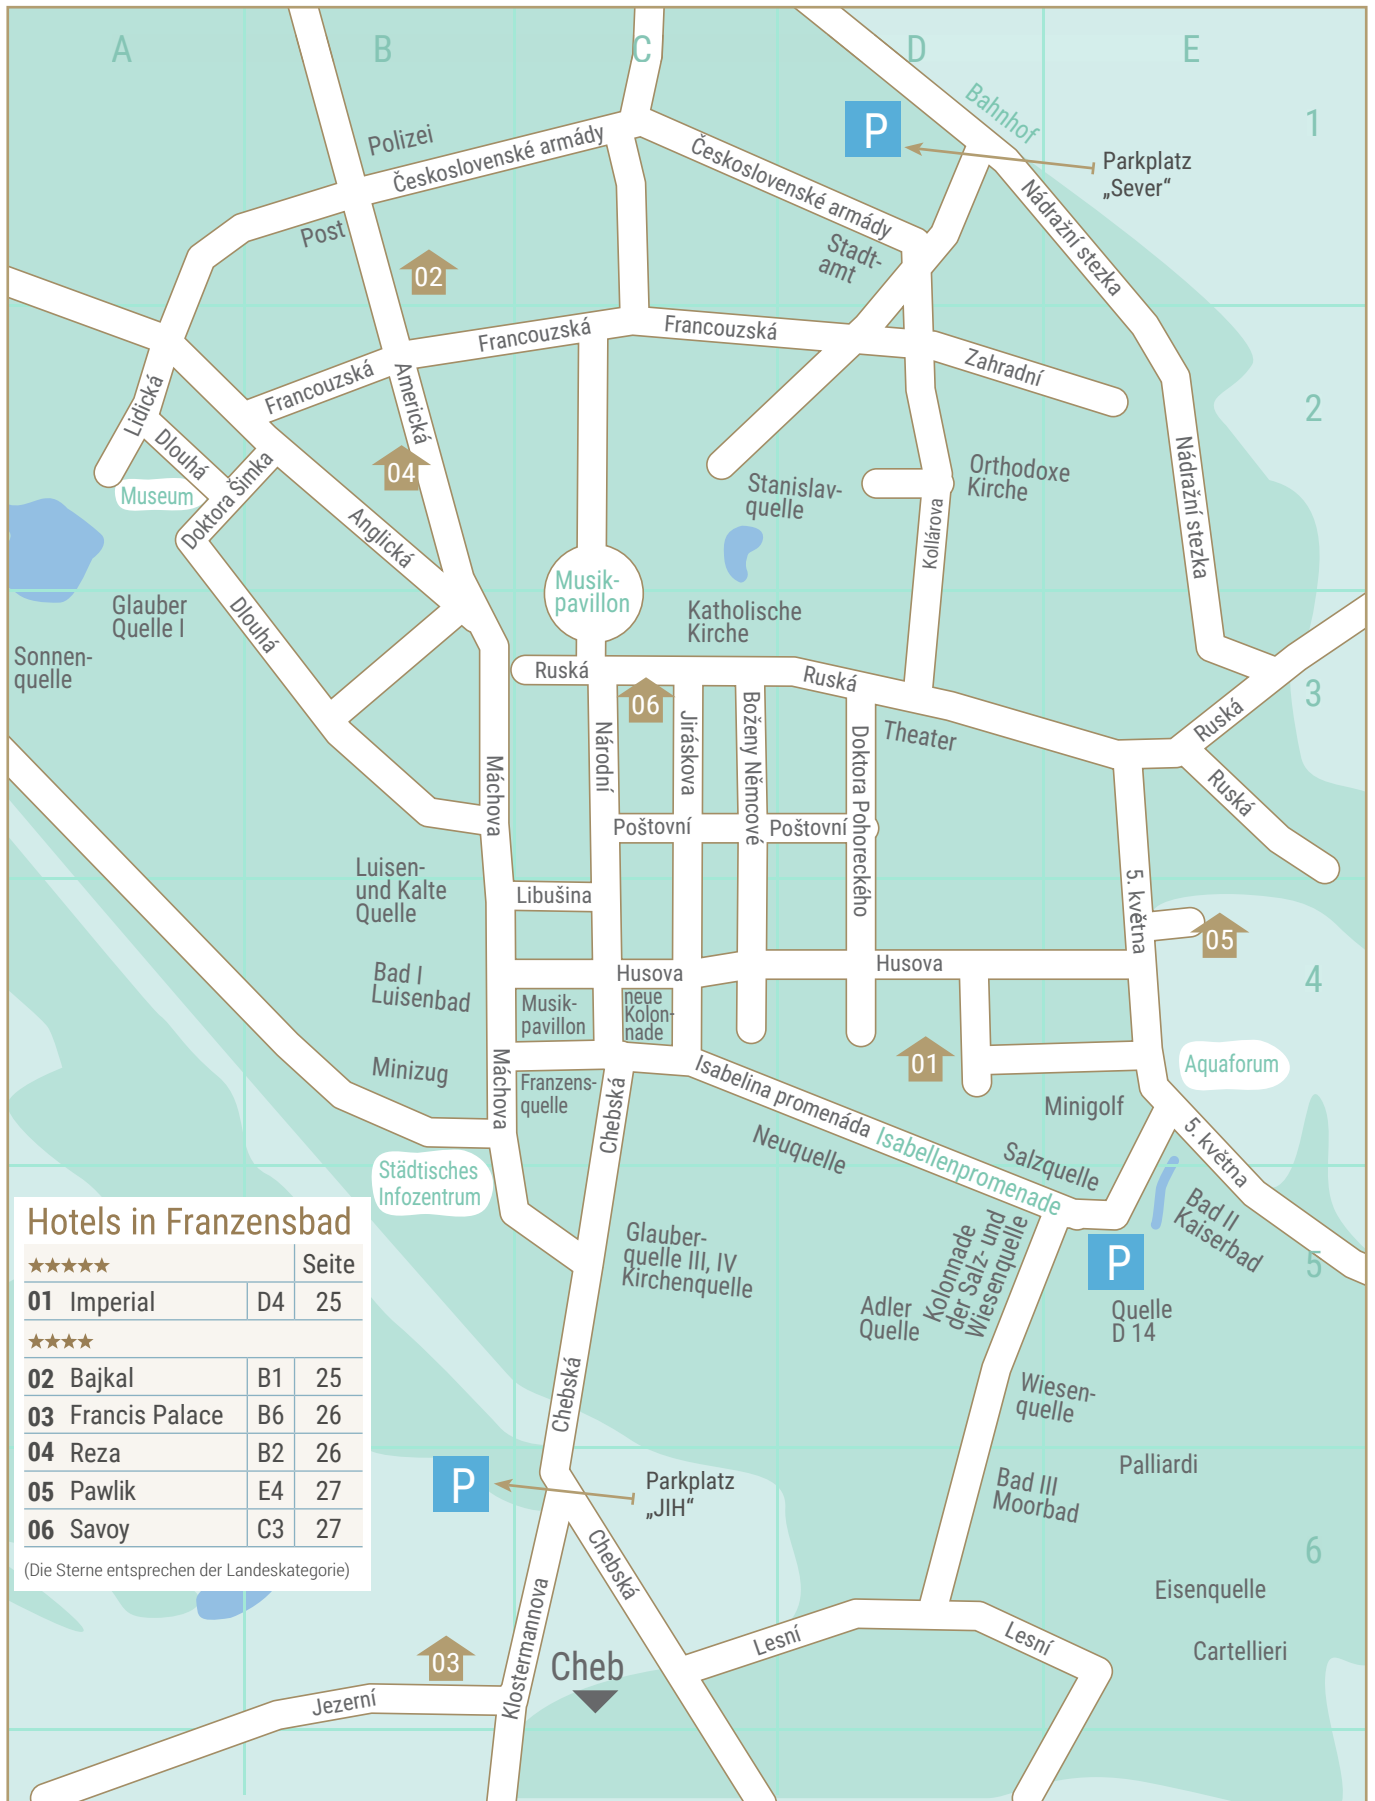 A
B
C
D
E
1
Bahnhof
P
Parkplatz
„Sever“
Polizei
Československé armády
Československé armády
Nádražní stezka
Post
Stadt-
amt
02
Francouzská
Francouzská
Francouzská
Zahradní
2
Lidická
Americká
Dlouhá
Doktora Šimka
Museum
04
Anglická
Stanislav-
quelle
Orthodoxe
Kirche
Kollárova
Nádražní stezka
Musik-
pavillon
Glauber
Quelle I
Dlouhá
Katholische
Kirche
Sonnen-
quelle
Ruská
Ruská
3
06
Národní
Jiráskova
Boženy Němcové
Doktora Pohoreckého
Theater
Ruská
Ruská
Máchova
Poštovní
Poštovní
Luisen-
und Kalte
Quelle
Libušina
5. května
05
Husova
Husova
4
Bad I
Luisenbad
Musik-
pavillon
neue
Kolon-
nade
01
Aquaforum
Minizug
Máchova
Franzens-
quelle
Chebská
Isabelina promenáda
Isabellenpromenade
Minigolf
Neuquelle
Salzquelle
5. května
Städtisches
Infozentrum
Bad II
Kaiserbad
Glauber-
quelle III, IV
Kirchenquelle
Kolonnade
der Salz- und
Wiesenquelle
P
5
Adler
Quelle
Quelle
D 14
Hotels in Franzensbad
★★★★★ Seite
01 Imperial D4 25
★★★★
02 Bajkal B1 25
03 Francis Palace B6 26
04 Reza B2 26
05 Pawlik E4 27
06 Savoy C3 27
(Die Sterne entsprechen der Landeskategorie)
Chebská
Wiesen-
quelle
Palliardi
P
Parkplatz
„JIH“
Bad III
Moorbad
Chebská
6
Eisenquelle
Klostermannova
Lesní
Lesní
Cartellieri
03
Cheb
Jezerní